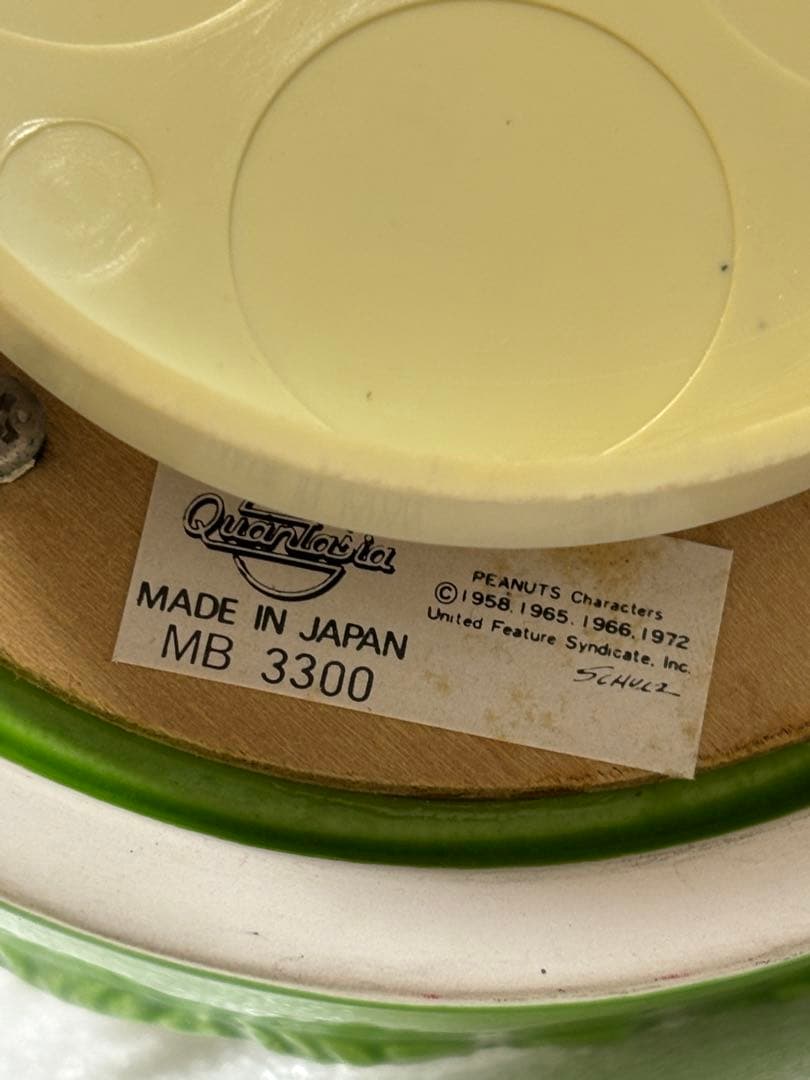 Quantasia
MADE IN JAPAN
MB 3300
PEANUTS Characters
©1958, 1965, 1966, 1972
United Feature Syndicate, Inc.
SCHULZ